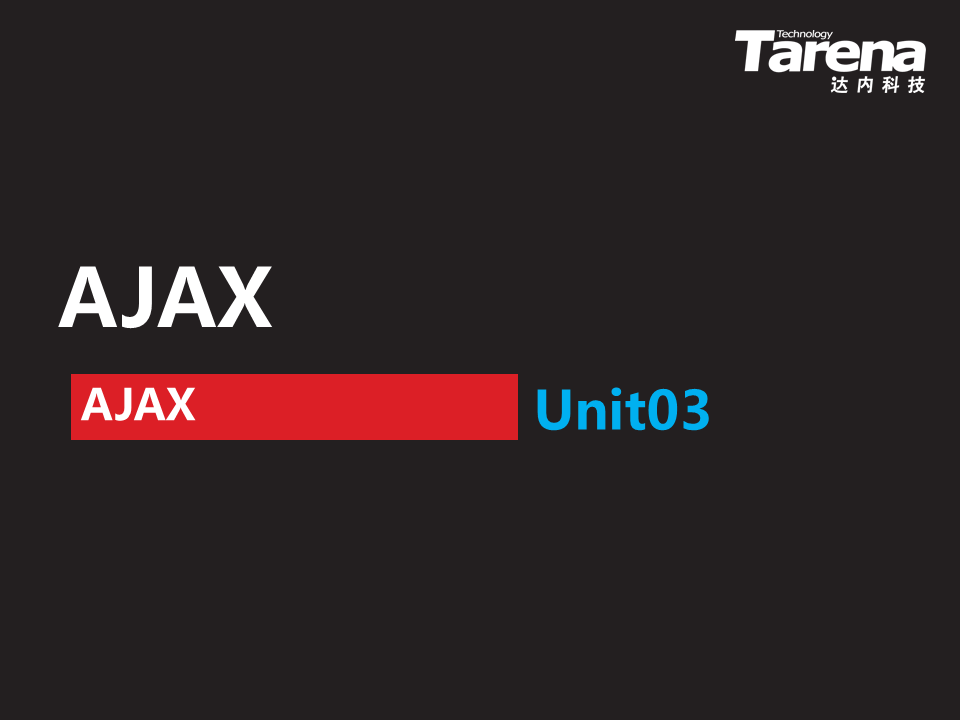 Technology
Tarena
达内科技
AJAX
AJAX
Unit03